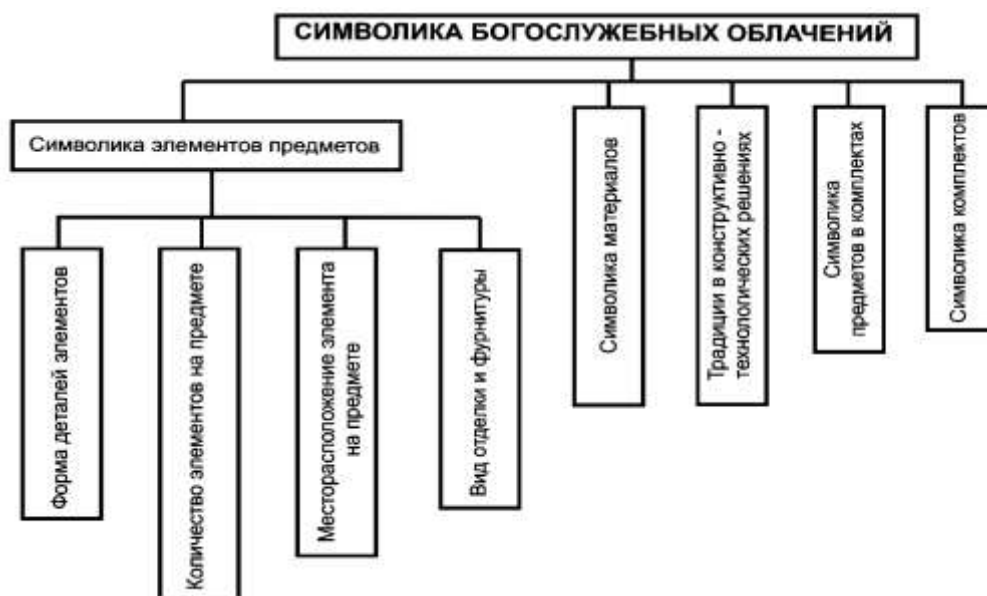 СИМВОЛИКА БОГОСЛУЖЕБНЫХ ОБЛАЧЕНИЙ
Символика элементов предметов
Форма деталей элементов
Количество элементов на предмете
Месторасположение элемента
на предмете
Вид отделки и фурнитуры
Символика материалов
Традиции в конструктивно -
технологических решениях
Символика
предметов в комплектах
Символика комплектов